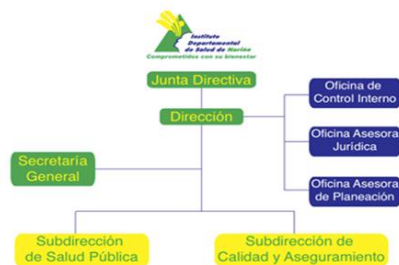 Instituto
Departamental
de Salud de Nariño
Comprometidos con su bienestar
Junta Directiva
Dirección
Oficina de
Control Interno
Oficina Asesora
Jurídica
Secretaría
General
Oficina Asesora
de Planeación
Subdirección
de Salud Pública
Subdirección de
Calidad y Aseguramiento